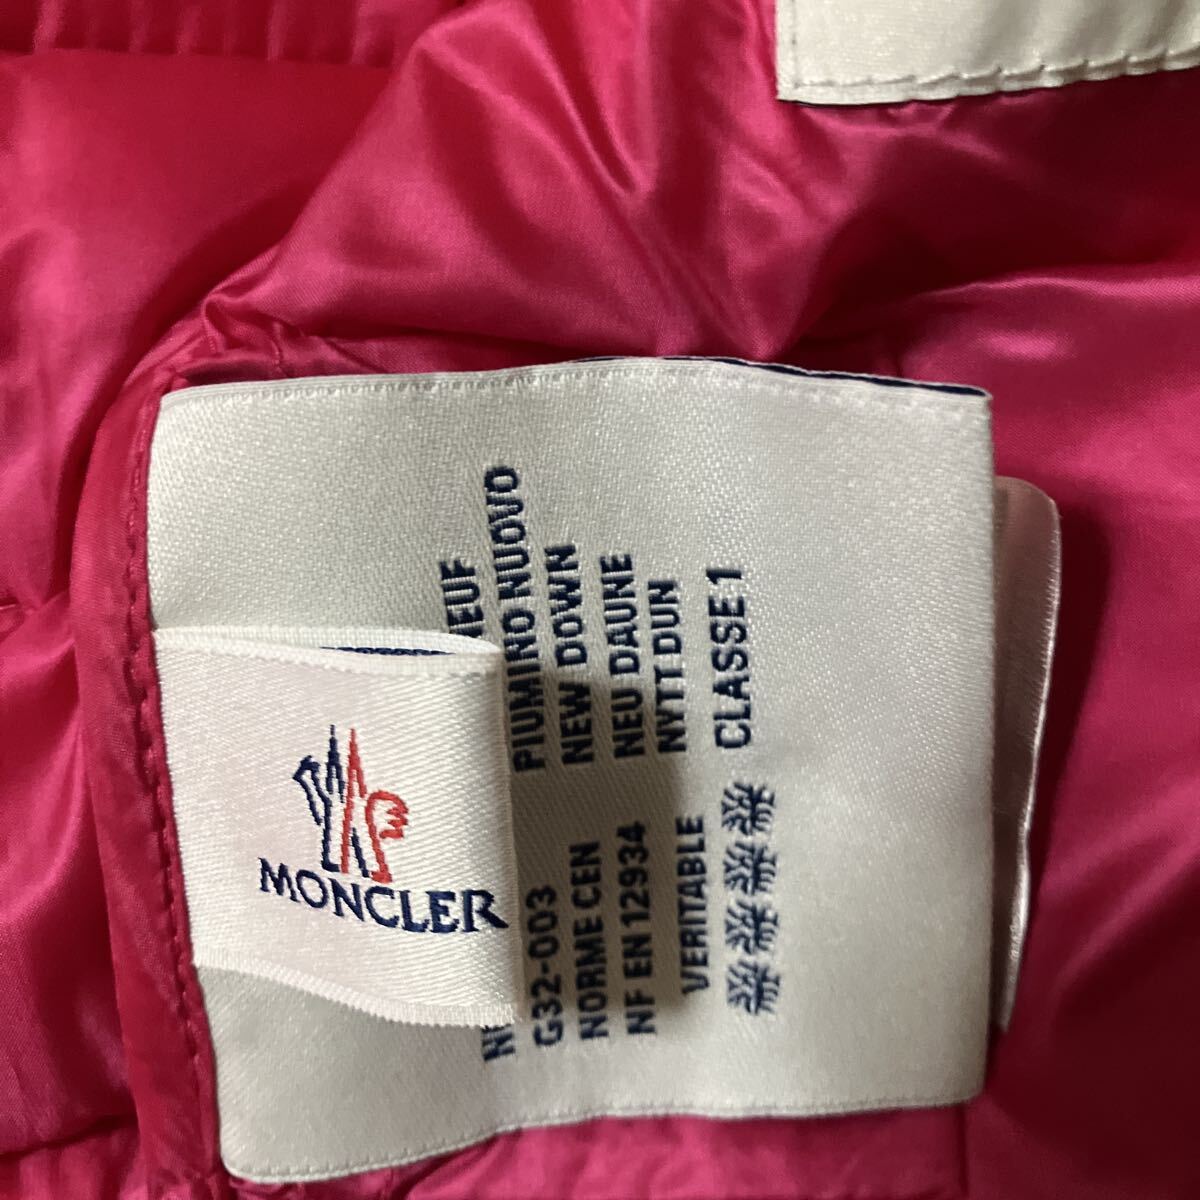 MONCLER
PIUMINO NUOVO
NEW DOWN
NEU DAUNE
NYTT DUN
G32-003
NORME CEN
NF EN 12934
VERITABLE
CLASSE 1